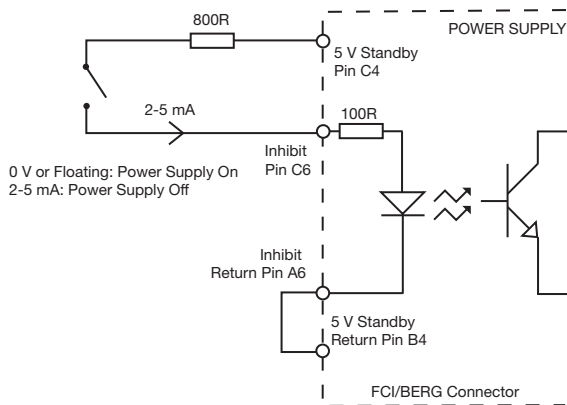 800R
POWER SUPPLY
5 V Standby
Pin C4
2-5 mA
100R
Inhibit
Pin C6
0 V or Floating: Power Supply On
2-5 mA: Power Supply Off
Inhibit
Return Pin A6
5 V Standby
Return Pin B4
FCI/BERG Connector